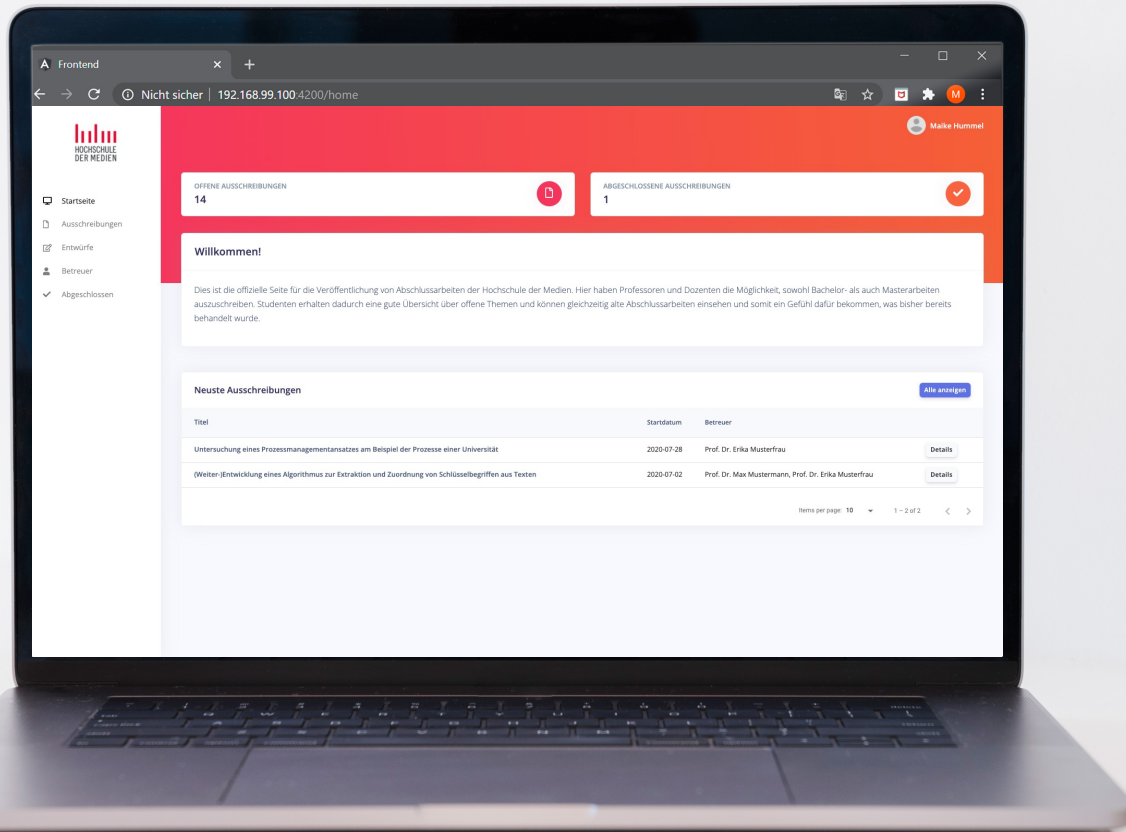 Frontend
Nicht sicher | 192.168.99.100:4200/home
M
HOCHSCHULE
DER MEDIEN
Maike Hummel
OFFENE AUSSCHREIBUNGEN
14
ABGESCHLOSSENE AUSSCHREIBUNGEN
1
Startseite
Ausschreibungen
Entwürfe
Betreuer
Abgeschlossen
Willkommen!
Dies ist die offizielle Seite für die Veröffentlichung von Abschlussarbeiten der Hochschule der Medien. Hier haben Professoren und Dozenten die Möglichkeit, sowohl Bachelor- als auch Masterarbeiten
auszuschreiben. Studenten erhalten dadurch eine gute Übersicht über offene Themen und können gleichzeitig alte Abschlussarbeiten einsehen und somit ein Gefühl dafür bekommen, was bisher bereits
behandelt wurde.
Neuste Ausschreibungen
Alle anzeigen
Titel Startdatum Betreuer
Untersuchung eines Prozessmanagementansatzes am Beispiel der Prozesse einer Universität 2020-07-28 Prof. Dr. Erika Musterfrau Details
(Weiter-)Entwicklung eines Algorithmus zur Extraktion und Zuordnung von Schlüsselbegriffen aus Texten 2020-07-02 Prof. Dr. Max Mustermann, Prof. Dr. Erika Musterfrau Details
Items per page: 10 1 – 2 of 2